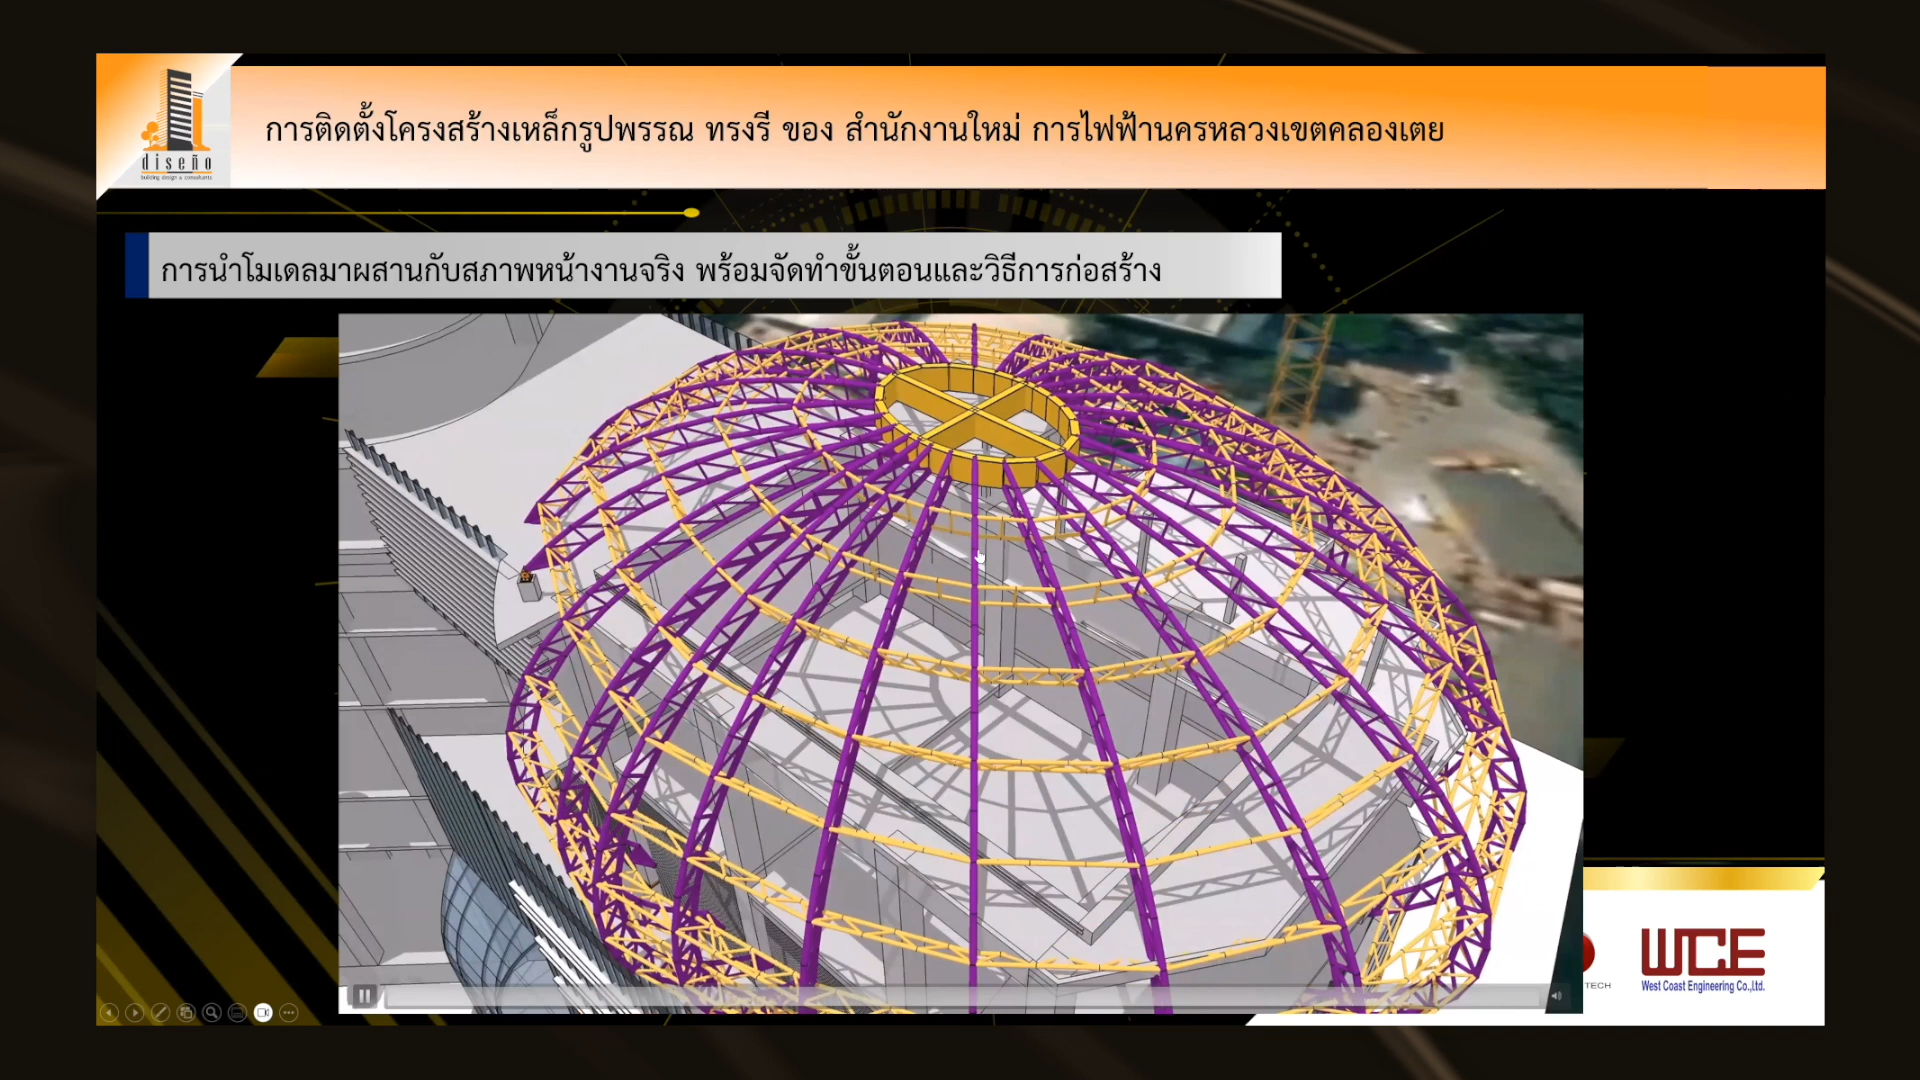 การติดตั้งโครงสร้างเหล็กรูปพรรณ ทรงรี ของ สำนักงานใหม่ การไฟฟ้านครหลวงเขตคลองเตย
diseño
building design & consultants
การนำโมเดลมาผสานกับสภาพหน้างานจริง พร้อมจัดทำขั้นตอนและวิธีการก่อสร้าง
WCE
TECH
West Coast Engineering Co.,ltd.